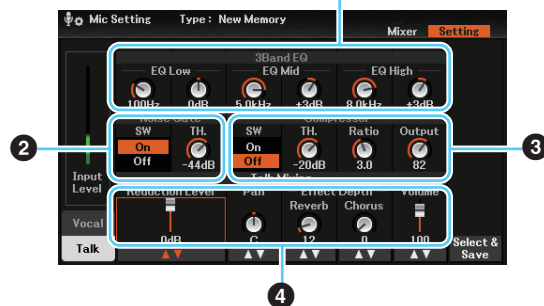 Mic Setting Type : New Memory
Mixer Setting
3Band EQ
EQ Low EQ Mid EQ High
100Hz 0dB 5.0kHz +3dB 8.0kHz +3dB
Noise Gate Compressor
SW TH. SW TH. Ratio Output
On On
Off -44dB Off -20dB 3.0 82
2 3
Input
Level
Talk Mixing
Reduction Level Pan Effect Depth Volume
Reverb Chorus
Vocal
0dB C 12 0 100
Talk
Select &
Save
4